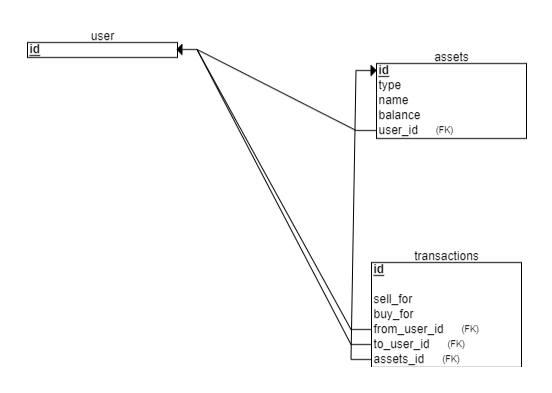 user
id
assets
id
type
name
balance
user_id (FK)
transactions
id
sell_for
buy_for
from_user_id (FK)
to_user_id (FK)
assets_id (FK)